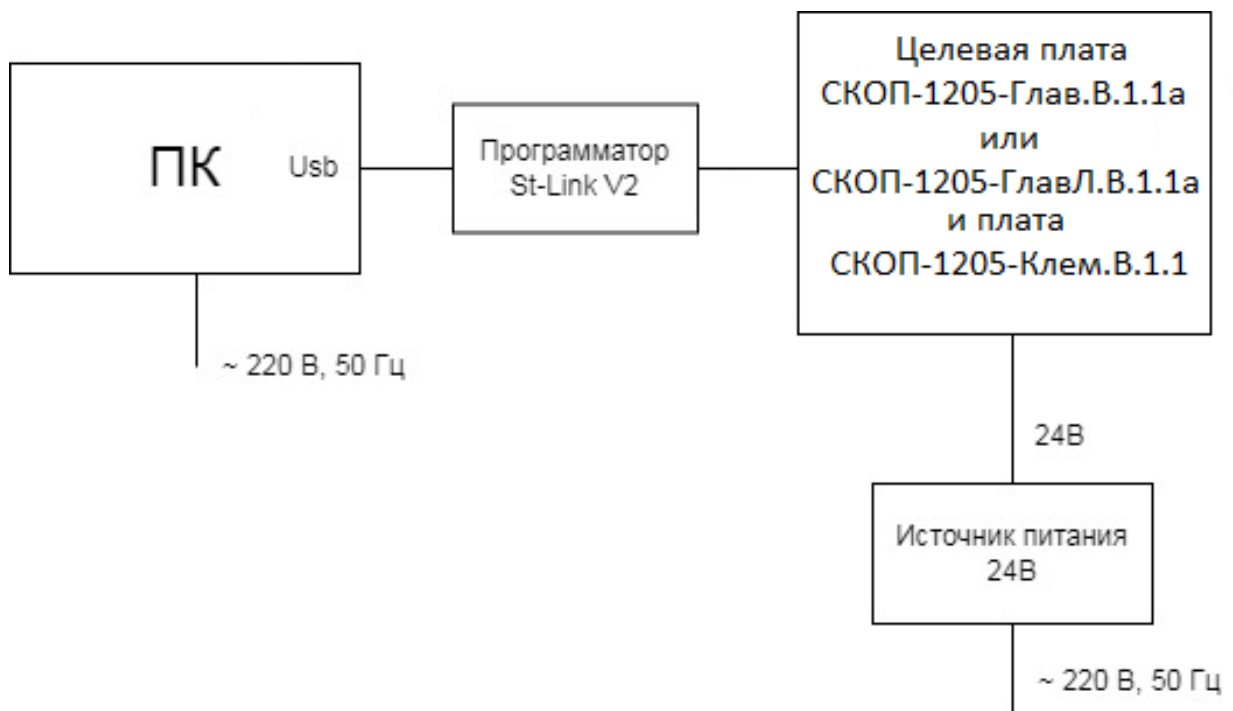 ПК
Usb
Программатор
St-Link V2
Целевая плата
СКОП-1205-Глав.В.1.1а
или
СКОП-1205-ГлавЛ.В.1.1а
и плата
СКОП-1205-Клем.В.1.1
~ 220 В, 50 Гц
24В
Источник питания
24В
~ 220 В, 50 Гц